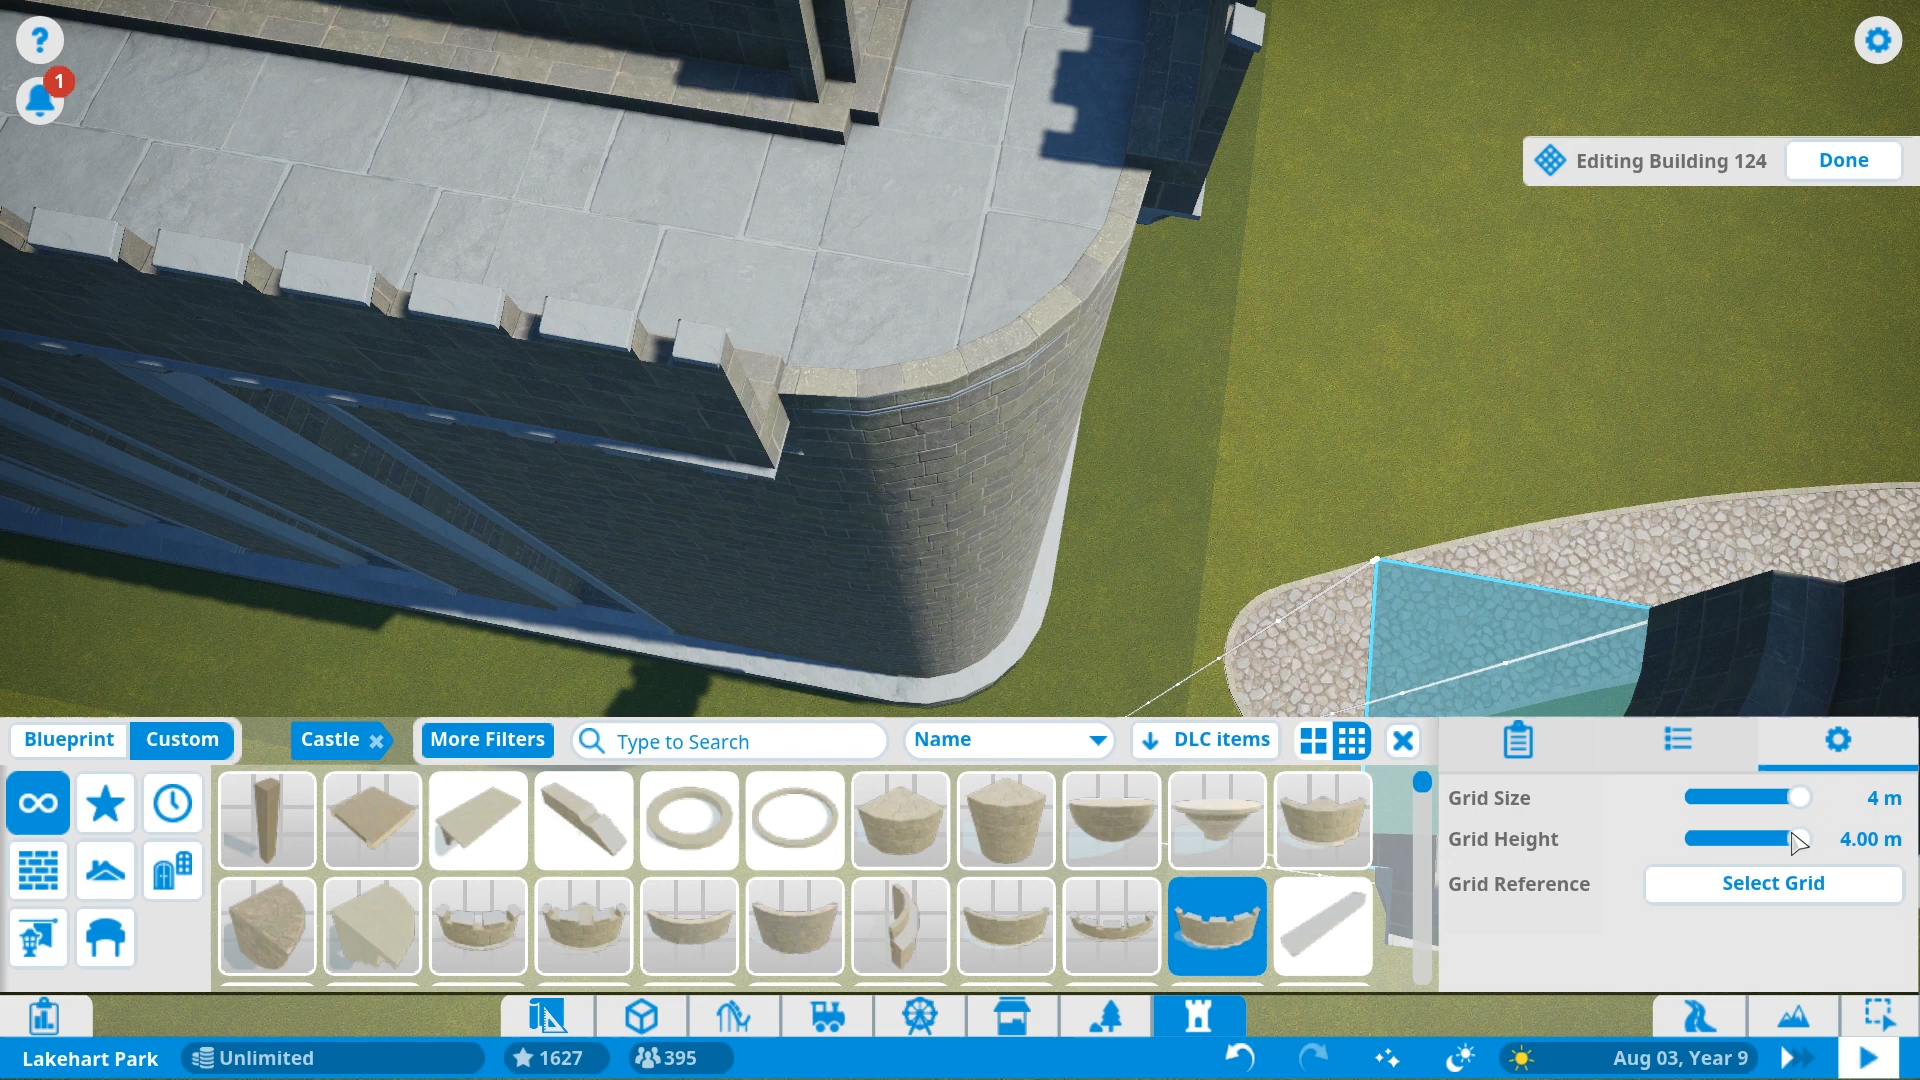 ?
1
Editing Building 124
Done
Blueprint
Custom
Castle
More Filters
Type to Search
Name
DLC items
Grid Size
4 m
Grid Height
4.00 m
Grid Reference
Select Grid
Lakehart Park
Unlimited
1627
395
Aug 03, Year 9